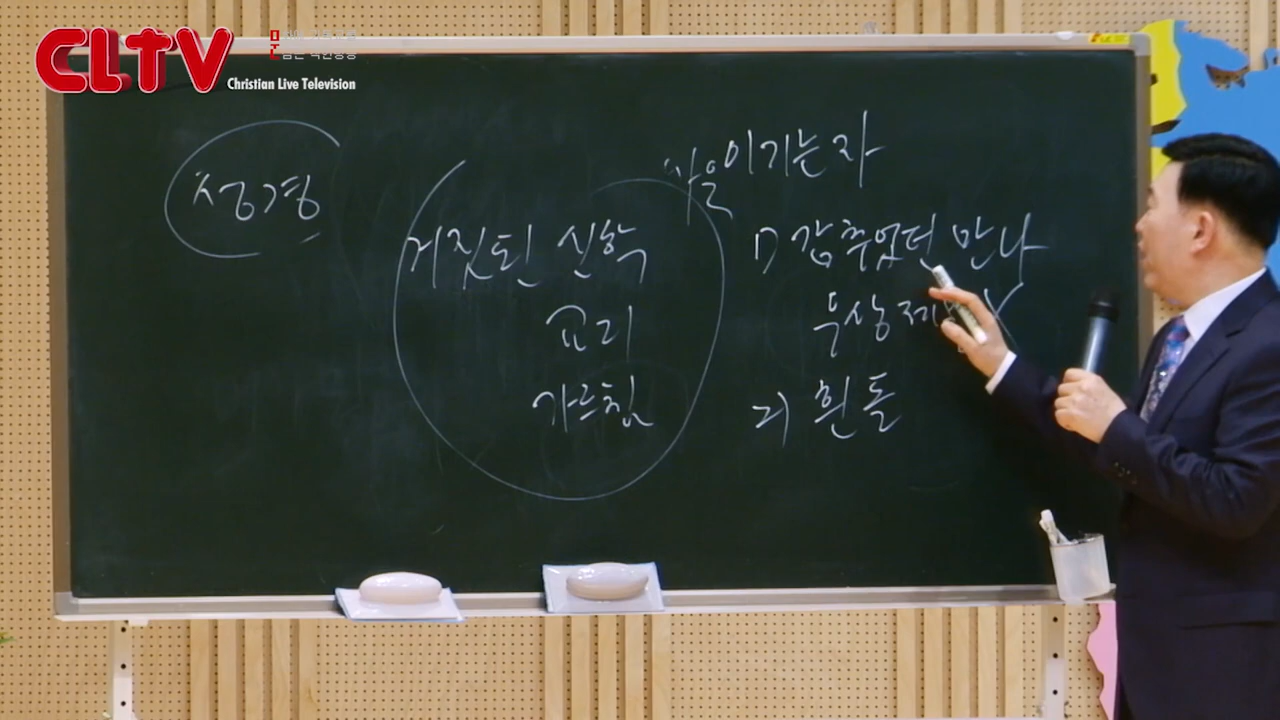 CLTV
Christian Live Television
성경
거짓된 신학
교리
가르침
이기는 자
1) 감추었던 만나
우상 제
2) 흰 돌